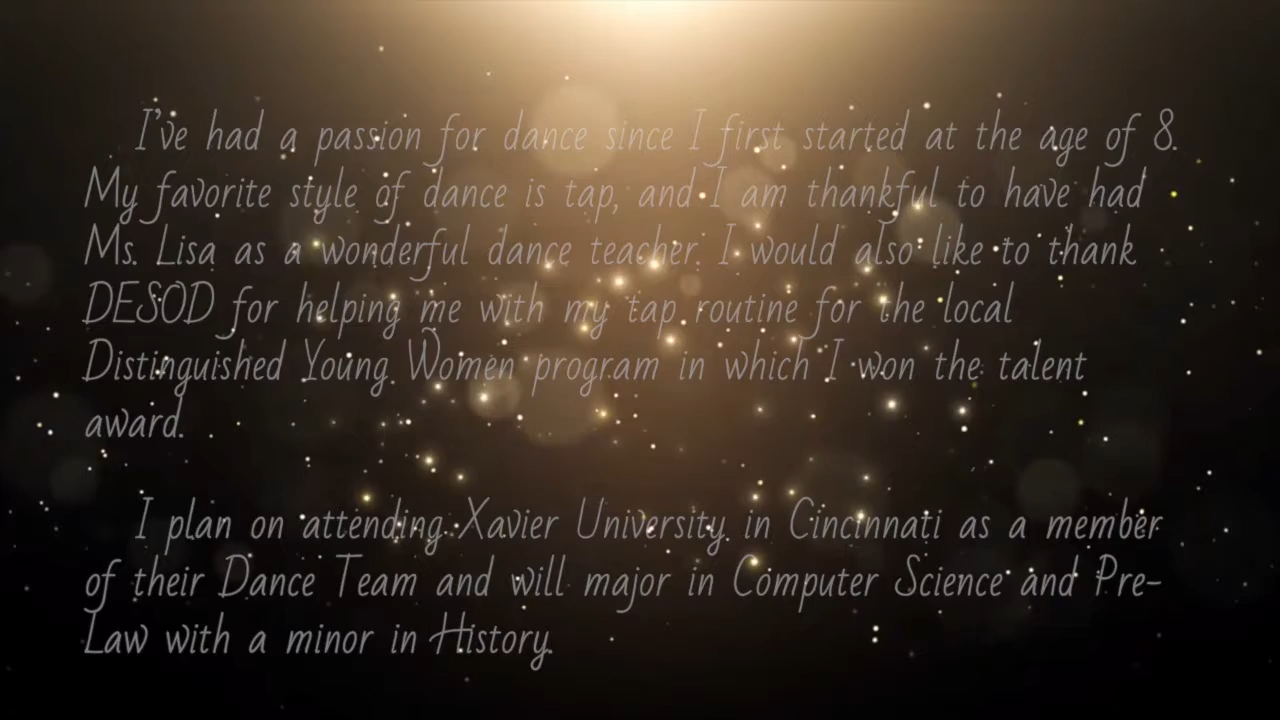 I've had a passion for dance since I first started at the age of 8.
My favorite style of dance is tap, and I am thankful to have had
Ms. Lisa as a wonderful dance teacher. I would also like to thank
DESOD for helping me with my tap routine for the local
Distinguished Young Women program in which I won the talent
award.
I plan on attending Xavier University in Cincinnati as a member
of their Dance Team and will major in Computer Science and Pre-
Law with a minor in History.